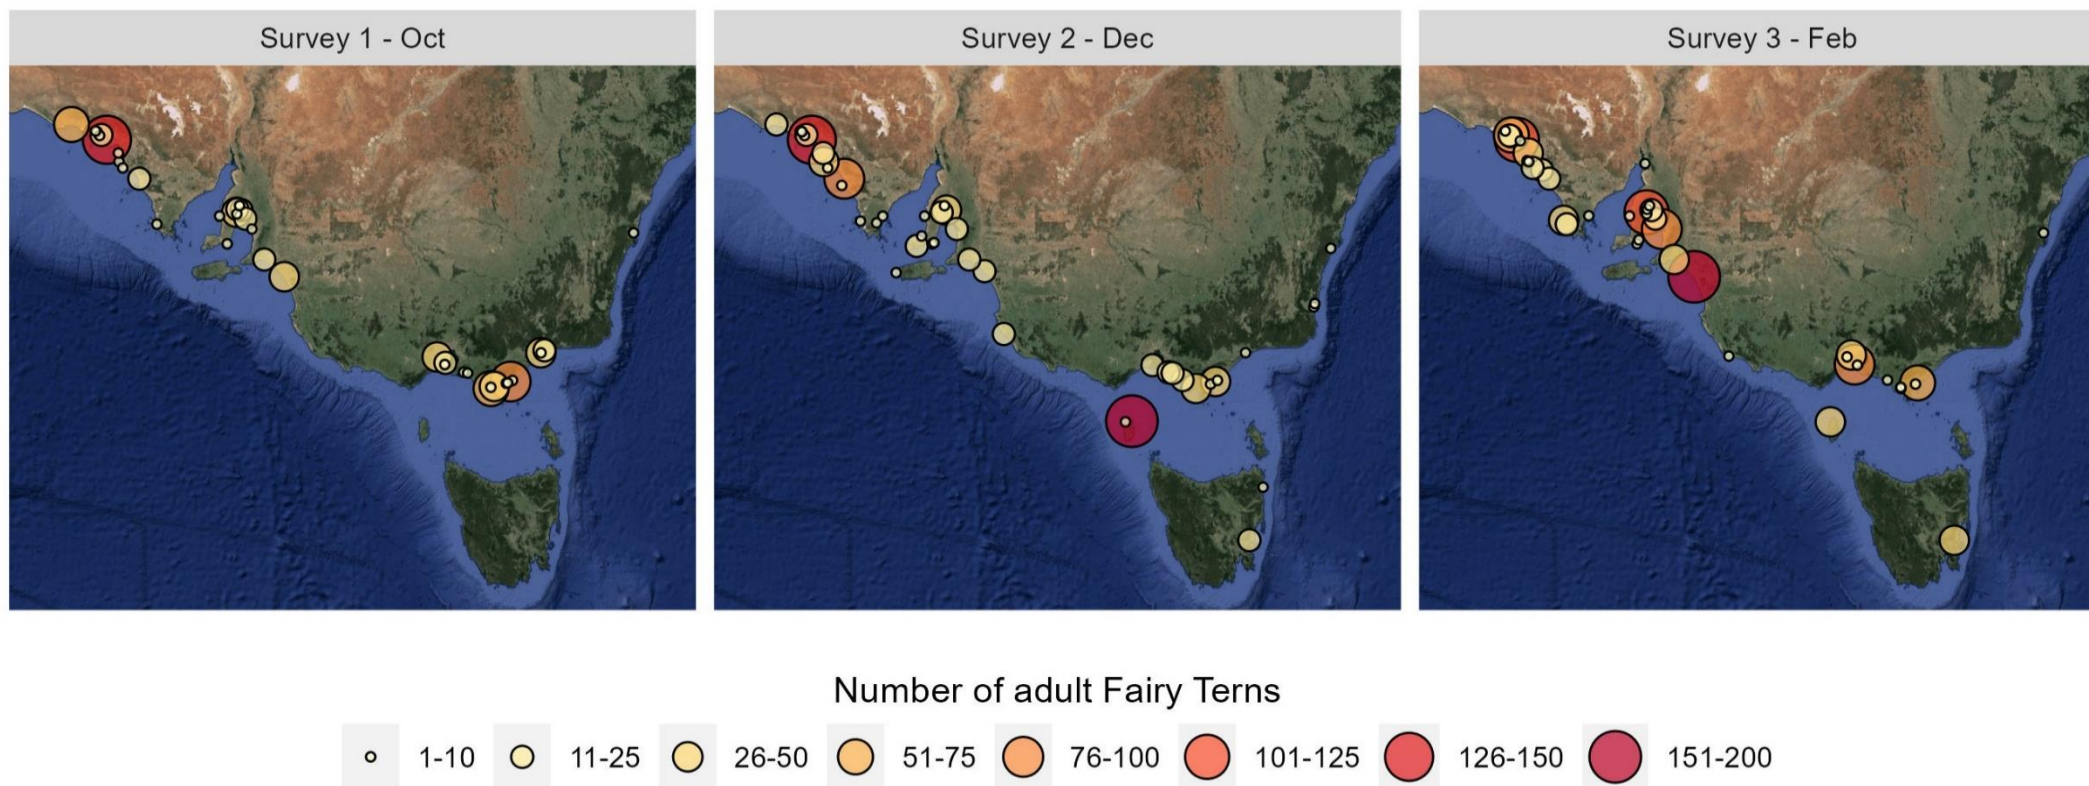 Survey 1 - Oct
Survey 2 - Dec
Survey 3 - Feb
Number of adult Fairy Terns
1-10 11-25 26-50 51-75 76-100 101-125 126-150 151-200